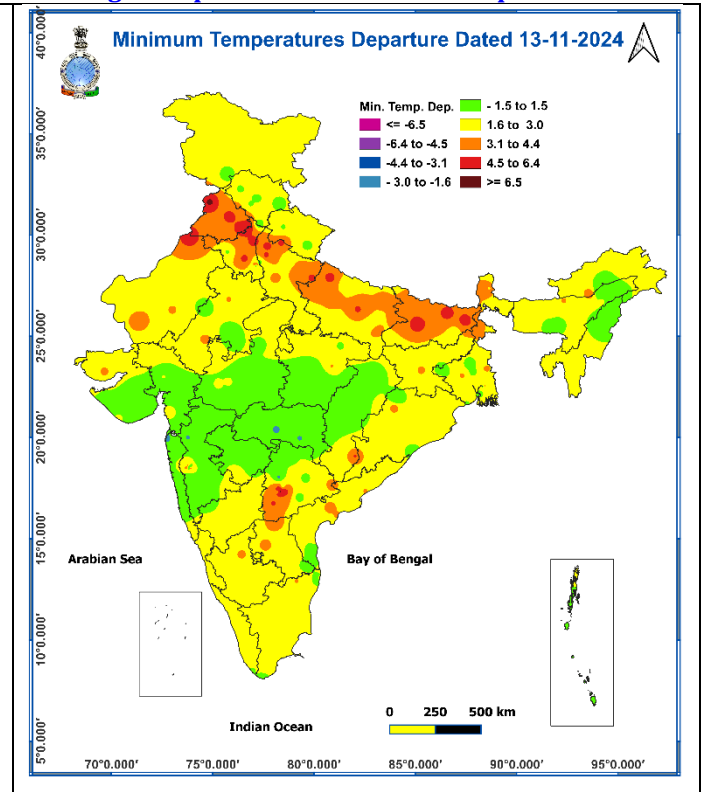 Minimum Temperatures Departure Dated 13-11-2024
Min. Temp. Dep.
<= -6.5
-6.4 to -4.5
-4.4 to -3.1
- 3.0 to -1.6
- 1.5 to 1.5
1.6 to 3.0
3.1 to 4.4
4.5 to 6.4
>= 6.5
40°0.000'
35°0.000'
30°0.000'
25°0.000'
20°0.000'
15°0.000'
10°0.000'
5°0.000'
Arabian Sea
Bay of Bengal
Indian Ocean
0 250 500 km
70°0.000' 75°0.000' 80°0.000' 85°0.000' 90°0.000' 95°0.000'